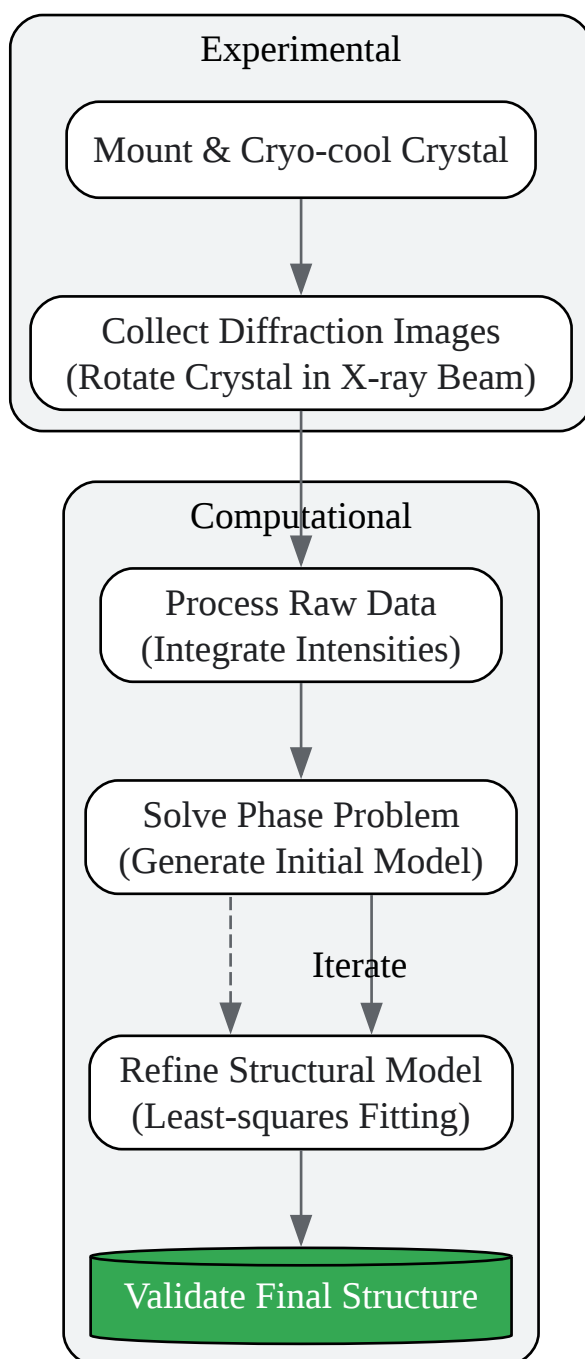 Experimental
Mount & Cryo-cool Crystal
Collect Diffraction Images
(Rotate Crystal in X-ray Beam)
Computational
Process Raw Data
(Integrate Intensities)
Solve Phase Problem
(Generate Initial Model)
Iterate
Refine Structural Model
(Least-squares Fitting)
Validate Final Structure